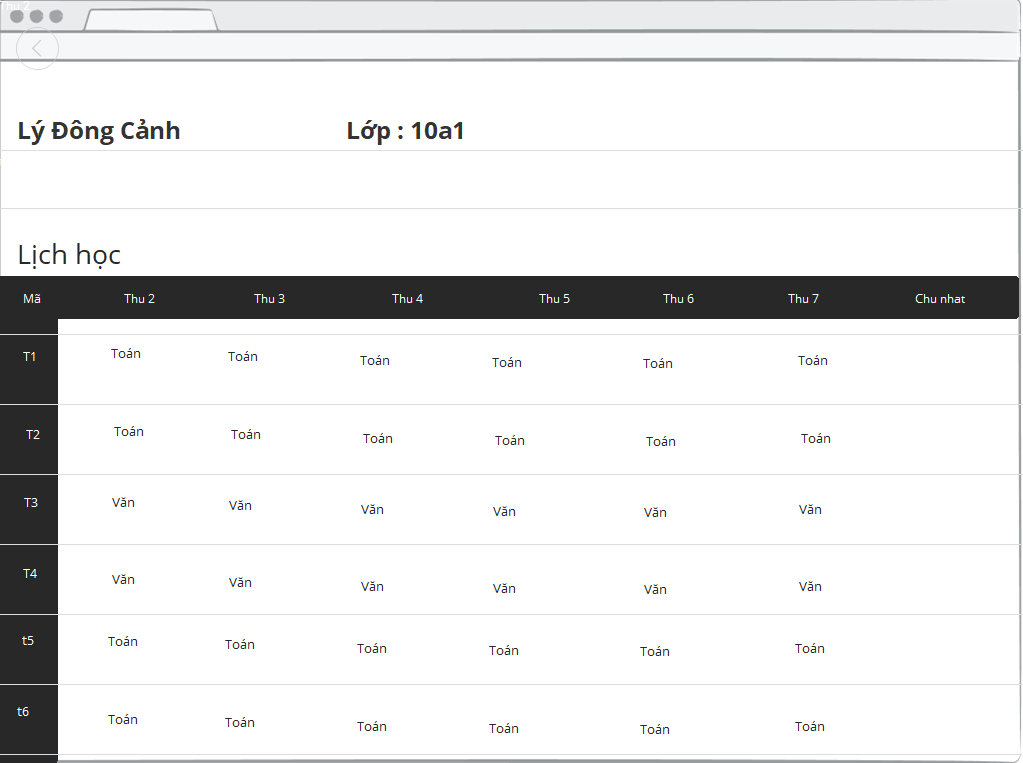 Thu 2
Lý Đông Cảnh Lớp : 10a1
Lịch học
Mã Thu 2 Thu 3 Thu 4 Thu 5 Thu 6 Thu 7 Chu nhat
T1 Toán Toán Toán Toán Toán Toán
T2 Toán Toán Toán Toán Toán Toán
T3 Văn Văn Văn Văn Văn Văn
T4 Văn Văn Văn Văn Văn Văn
t5 Toán Toán Toán Toán Toán Toán
t6 Toán Toán Toán Toán Toán Toán